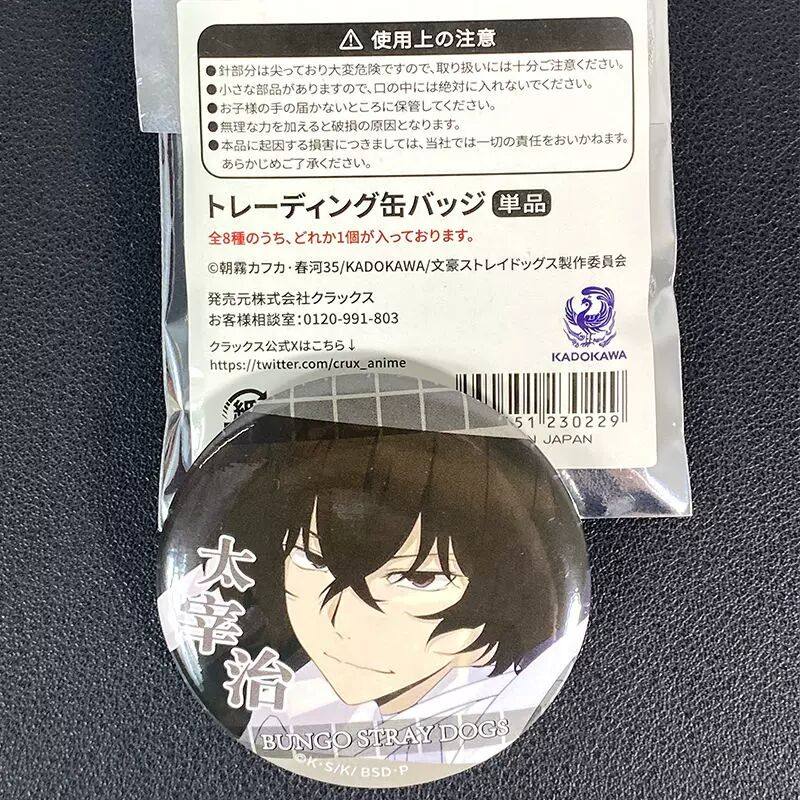 ⚠ 使用上の注意
●針部分は尖っており大変危険ですので、取り扱いには十分ご注意ください。
●小さな部品がありますので、口の中には絶対に入れないでください。
●お子様の手の届かないところに保管してください。
●無理な力を加えると破損の原因となります。
●本品に起因する損害につきましては、当社では一切の責任をおいかねます。
あらかじめご了承ください。
トレーディング缶バッジ 単品
全8種のうち、どれか1個が入っております。
©朝霧カフカ・春河35/KADOKAWA/文豪ストレイドッグス製作委員会
発売元株式会社クラックス
お客様相談室:0120-991-803
クラックス公式Xはこちら↓
https://twitter.com/crux_anime
KADOKAWA
紙
51 230229
JAPAN
太宰治
BUNGO STRAY DOGS
©K・S/K/ BSD・P